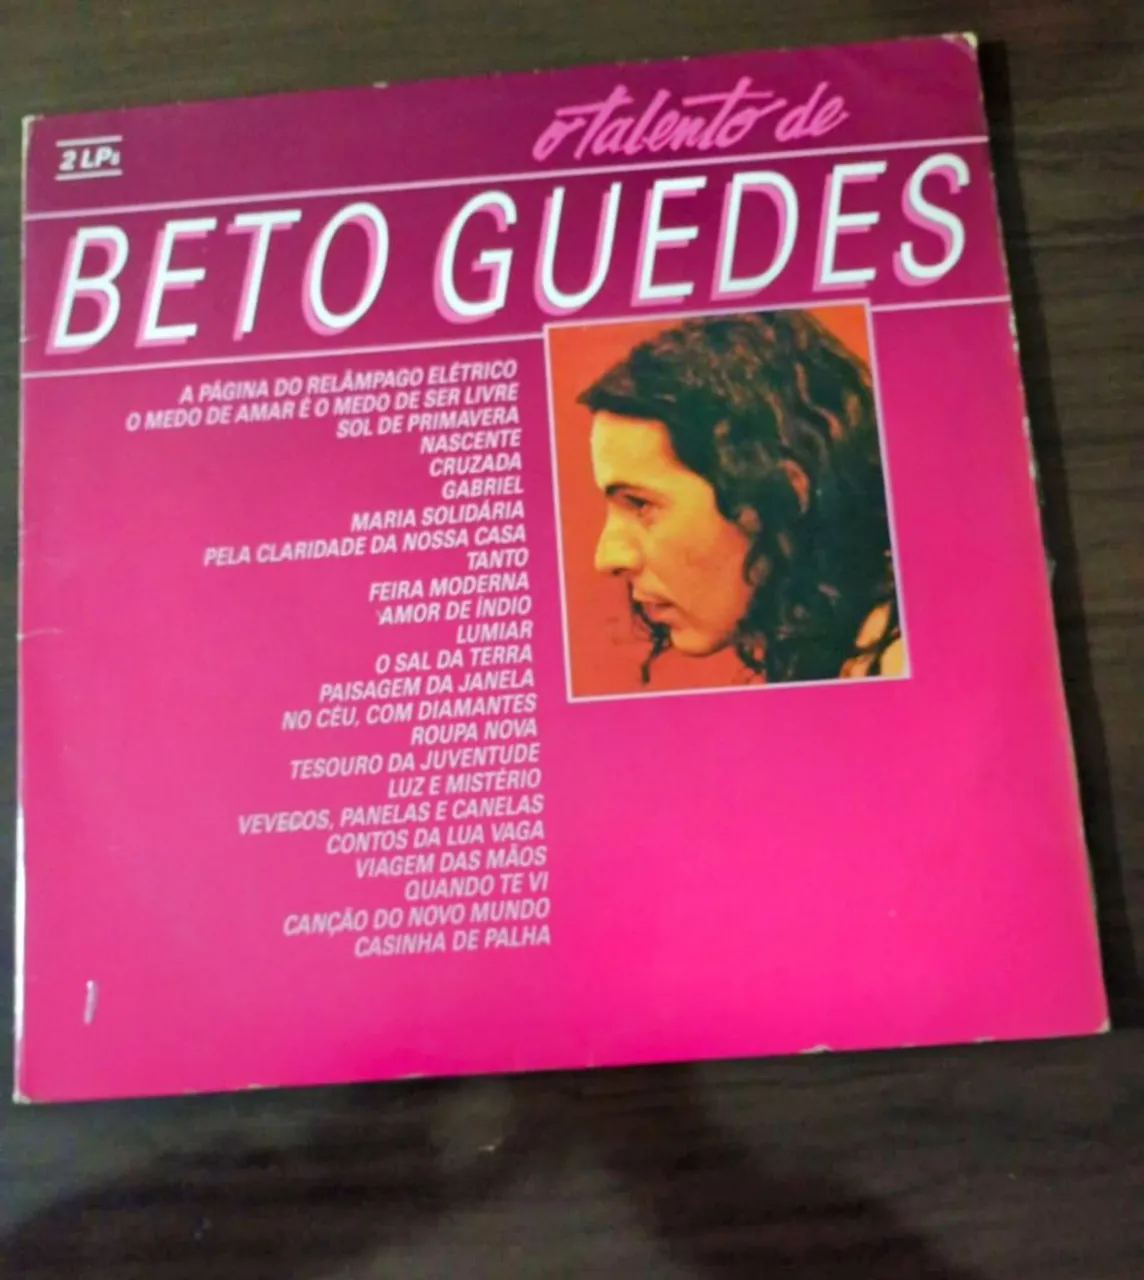 2 LPs
o talento de
BETO GUEDES
A PÁGINA DO RELÂMPAGO ELÉTRICO
O MEDO DE AMAR É O MEDO DE SER LIVRE
SOL DE PRIMAVERA
NASCENTE
CRUZADA
GABRIEL
MARIA SOLIDÁRIA
PELA CLARIDADE DA NOSSA CASA
TANTO
FEIRA MODERNA
AMOR DE ÍNDIO
LUMIAR
O SAL DA TERRA
PAISAGEM DA JANELA
NO CÉU, COM DIAMANTES
ROUPA NOVA
TESOURO DA JUVENTUDE
LUZ E MISTÉRIO
VEVECOS, PANELAS E CANELAS
CONTOS DA LUA VAGA
VIAGEM DAS MÃOS
QUANDO TE VI
CANÇÃO DO NOVO MUNDO
CASINHA DE PALHA